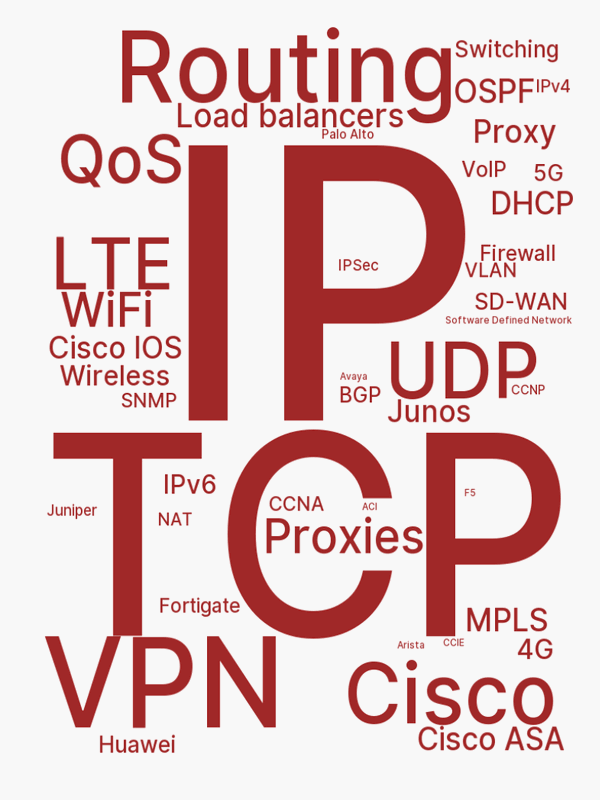 Routing
Switching
OSPF
IPv4
Load balancers
Palo Alto
Proxy
QoS
IP
VoIP
5G
DHCP
LTE
IPSec
Firewall
VLAN
WiFi
SD-WAN
Software Defined Network
Cisco IOS
Wireless
Avaya
UDP
CCNP
SNMP
BGP
Junos
TCP
IPv6
F5
Juniper
NAT
CCNA
ACI
Proxies
Fortigate
MPLS
Arista
CCIE
4G
VPN
Cisco
Huawei
Cisco ASA